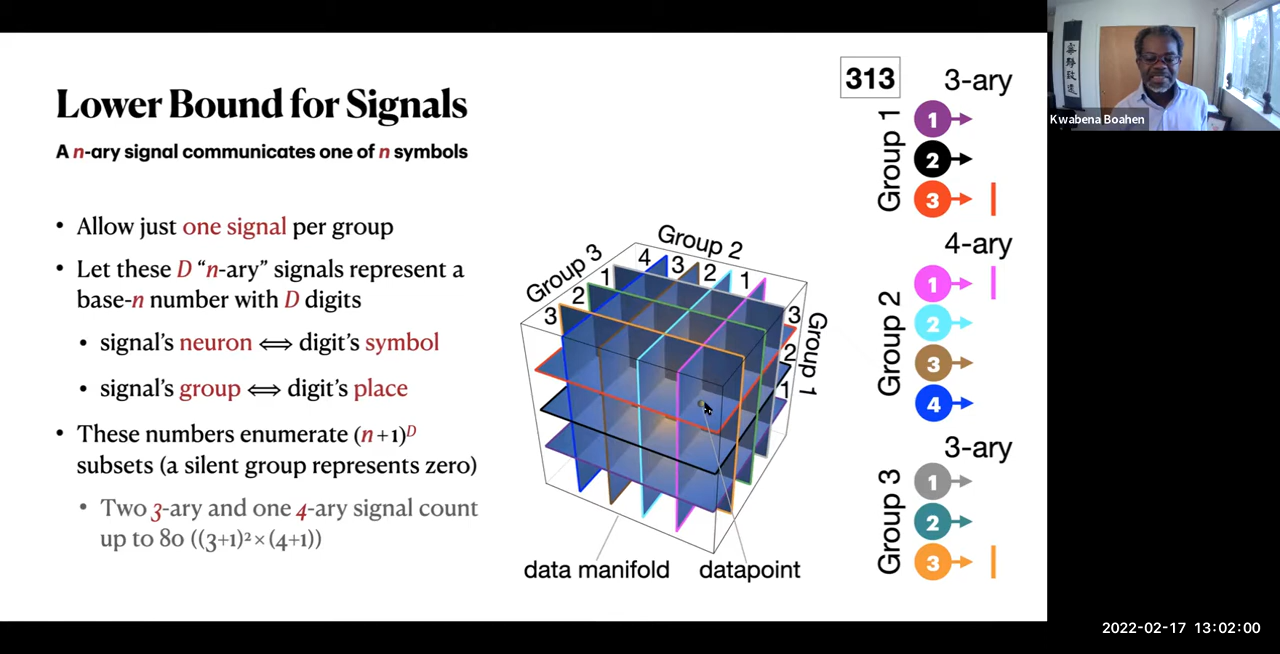 Lower Bound for Signals
A n-ary signal communicates one of n symbols
• Allow just one signal per group
• Let these D “n-ary” signals represent a
base-n number with D digits
• signal’s neuron ⟺ digit’s symbol
• signal’s group ⟺ digit’s place
• These numbers enumerate (n+1)ᴰ
subsets (a silent group represents zero)
• Two 3-ary and one 4-ary signal count
up to 80 ((3+1)²×(4+1))
Group 3
1
2
3
Group 2
4
3
2
1
Group 1
3
2
1
data manifold
datapoint
313
3-ary
Group 1
1
2
3
4-ary
Group 2
1
2
3
4
3-ary
Group 3
1
2
3
Kwabena Boahen
2022-02-17 13:02:00